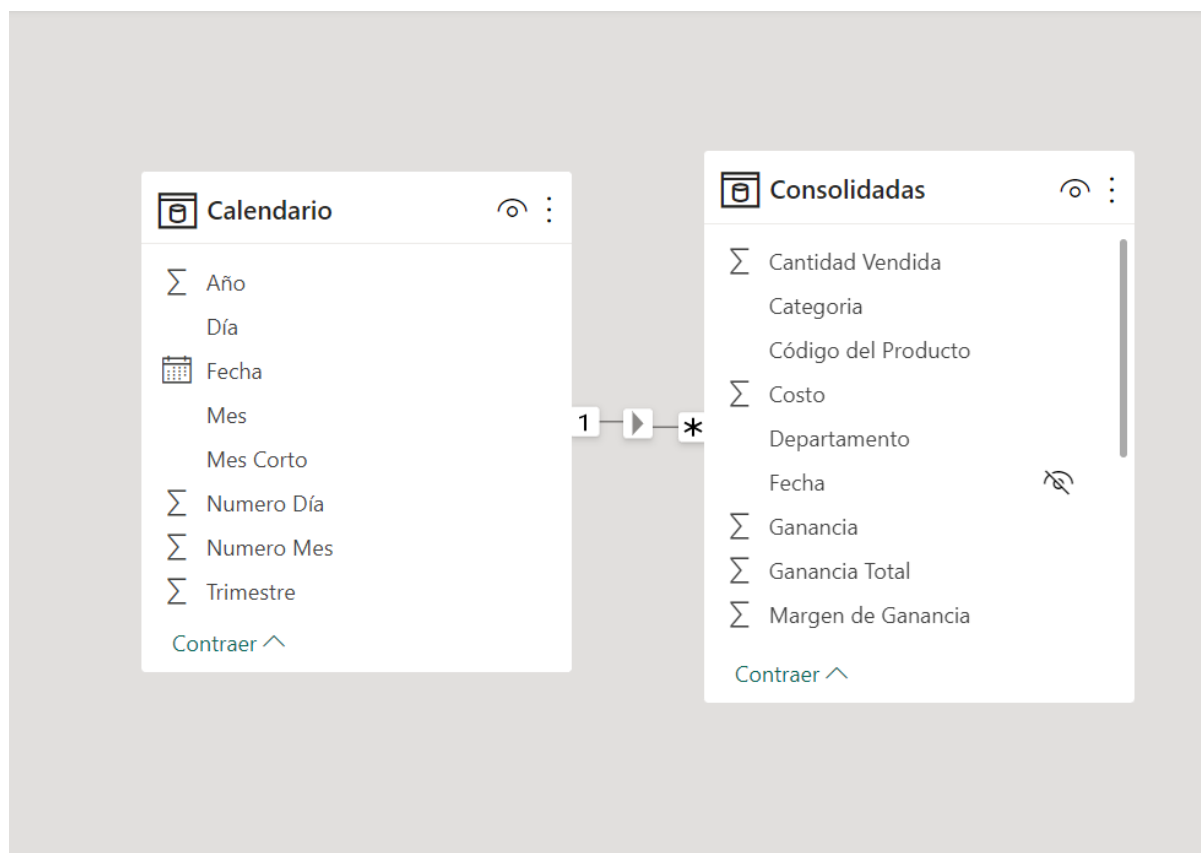 Calendario
Año
Día
Fecha
Mes
Mes Corto
Numero Día
Numero Mes
Trimestre
Contraer
1
*
Consolidadas
Cantidad Vendida
Categoria
Código del Producto
Costo
Departamento
Fecha
Ganancia
Ganancia Total
Margen de Ganancia
Contraer